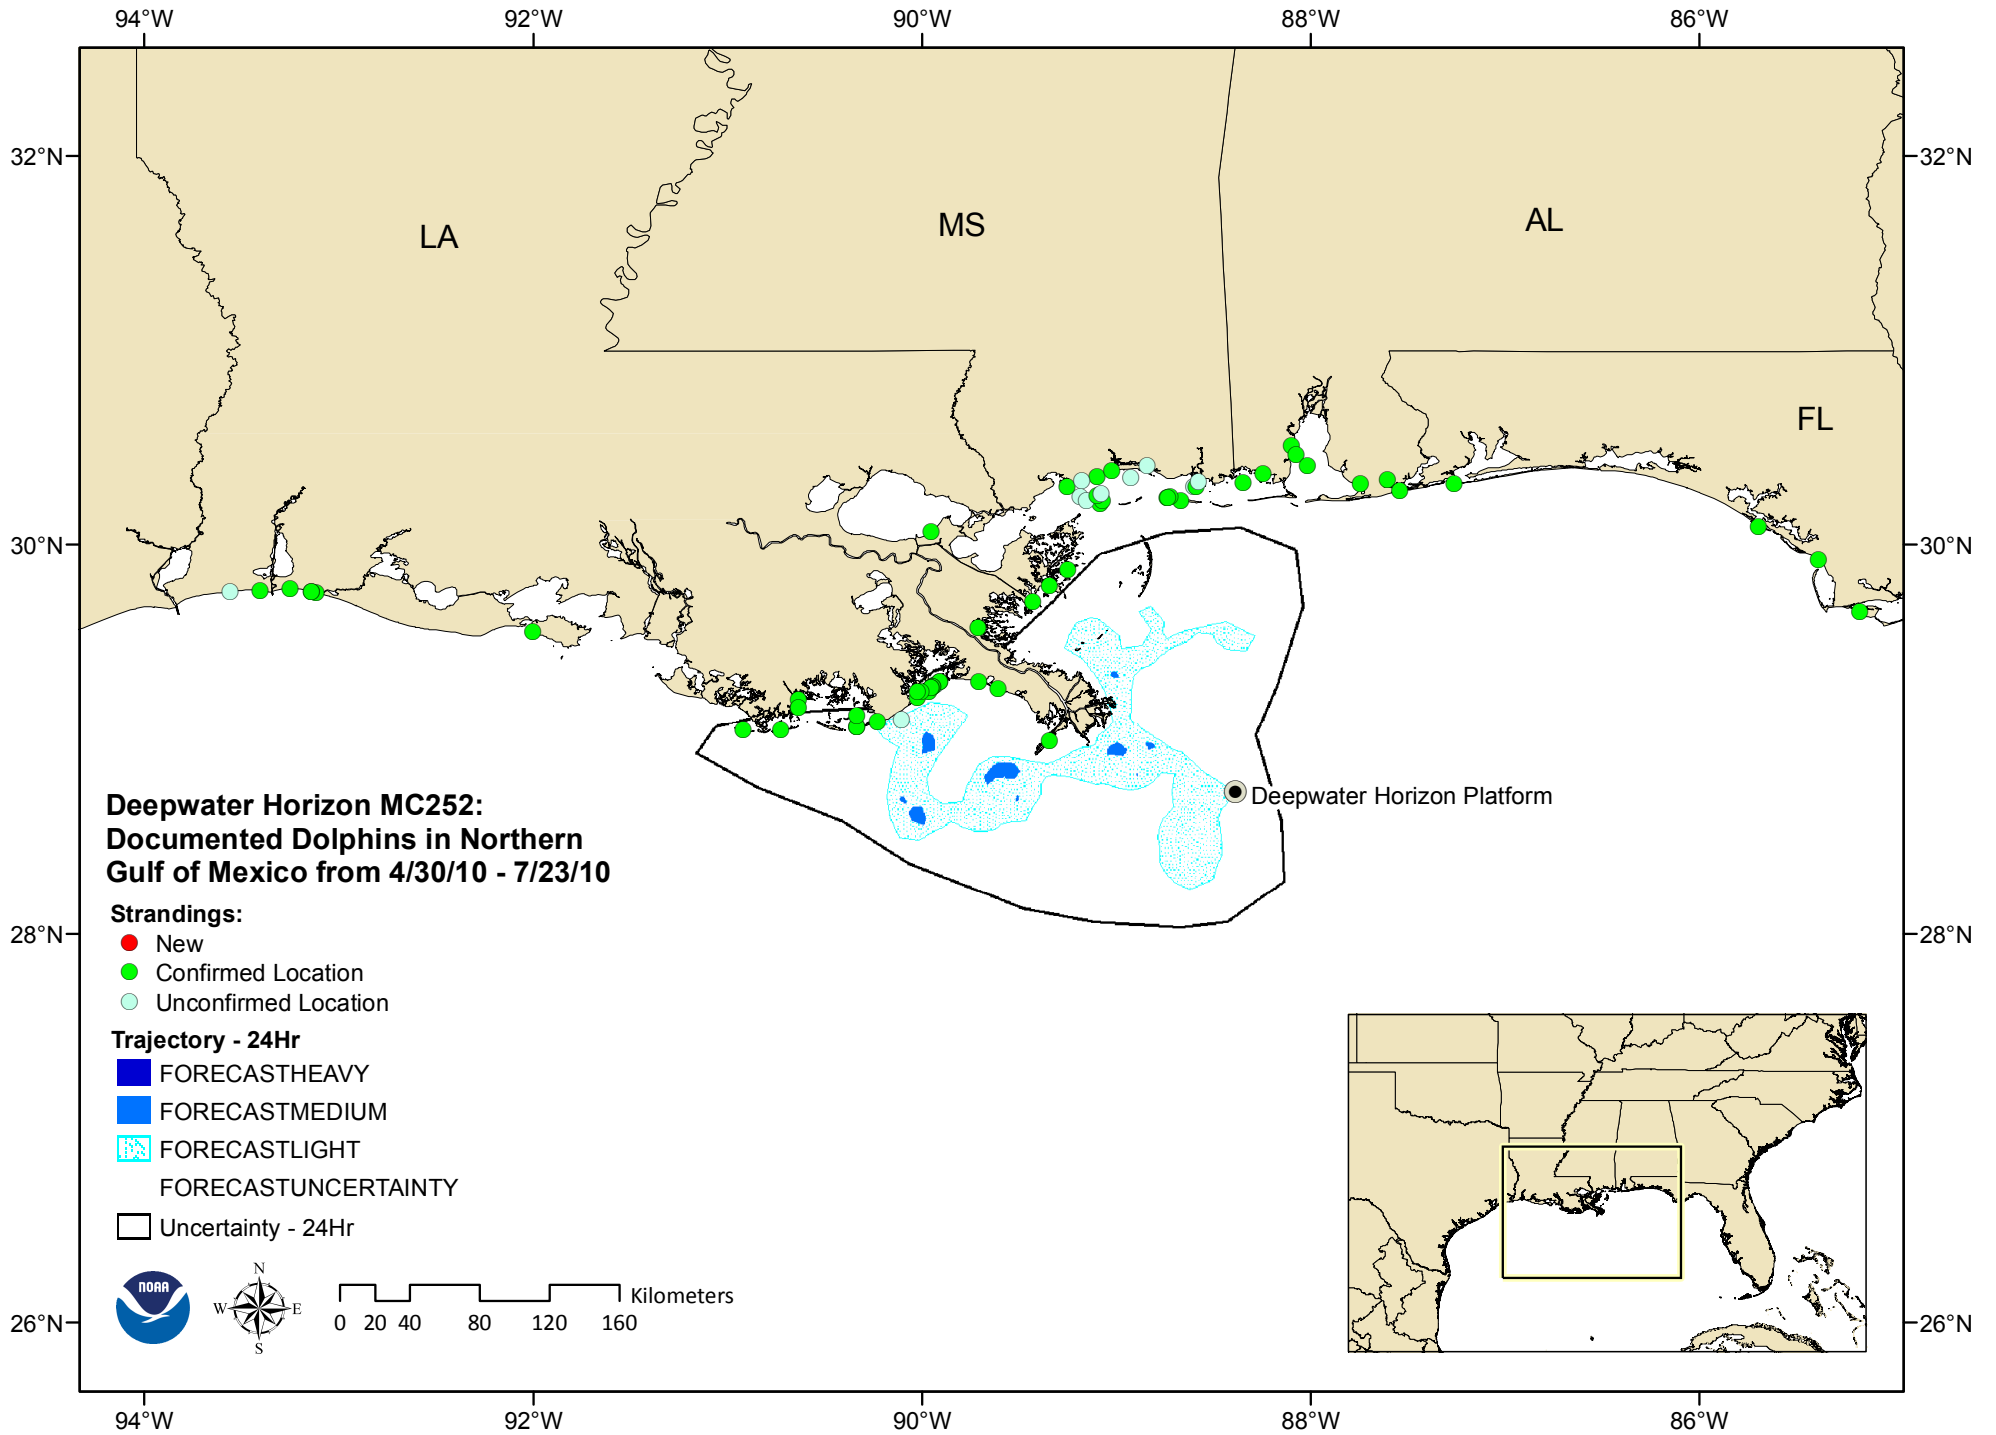 94°W 92°W 90°W 88°W 86°W
32°N 32°N
LA MS AL
FL
30°N 30°N
Deepwater Horizon Platform
Deepwater Horizon MC252:
Documented Dolphins in Northern
Gulf of Mexico from 4/30/10 - 7/23/10
Strandings:
New
Confirmed Location
Unconfirmed Location
28°N 28°N
Trajectory - 24Hr
FORECASTHEAVY
FORECASTMEDIUM
FORECASTLIGHT
FORECASTUNCERTAINTY
Uncertainty - 24Hr
NOAA
N
W E
S
Kilometers
0 20 40 80 120 160
26°N 26°N
94°W 92°W 90°W 88°W 86°W